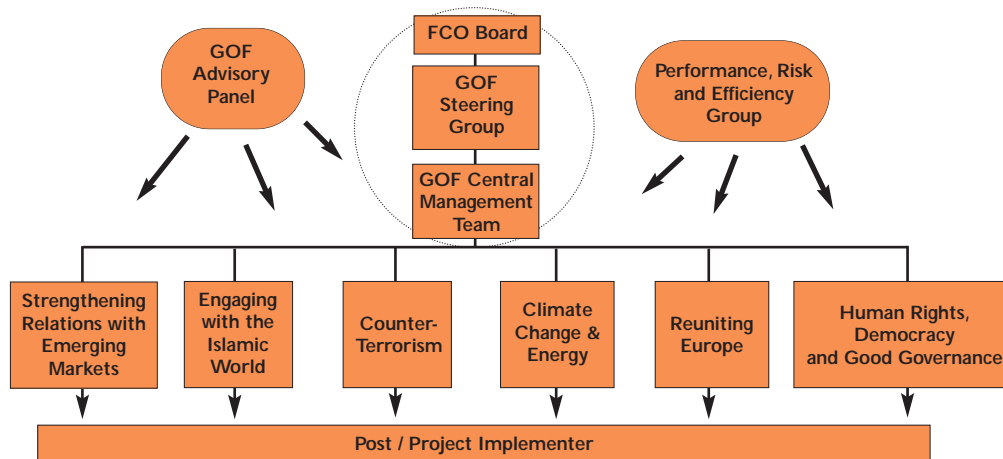 GOF
Advisory
Panel
FCO Board
GOF
Steering
Group
GOF Central
Management
Team
Performance, Risk
and Efficiency
Group
Strengthening
Relations with
Emerging
Markets
Engaging
with the
Islamic
World
Counter-
Terrorism
Climate
Change &
Energy
Reuniting
Europe
Human Rights,
Democracy
and Good Governance
Post / Project Implementer